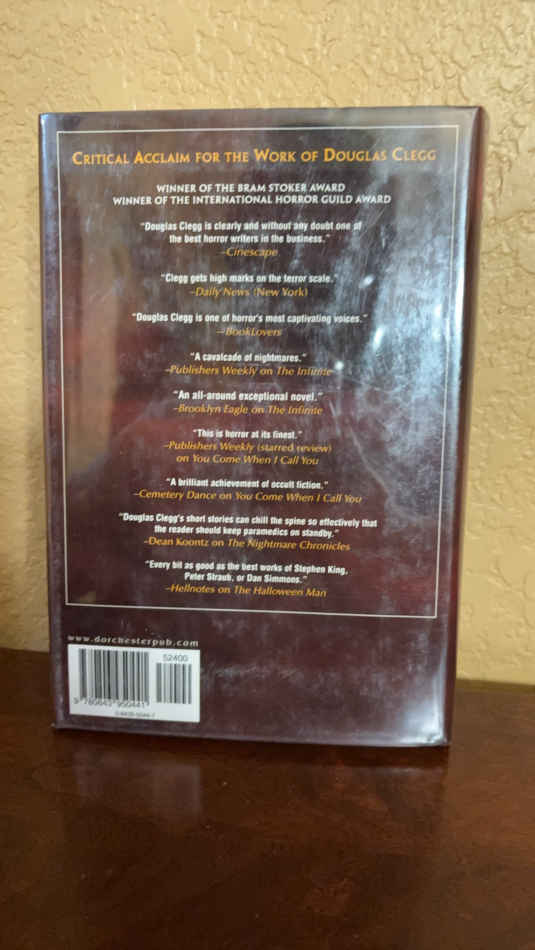 CRITICAL ACCLAIM FOR THE WORK OF DOUGLAS CLEGG
WINNER OF THE BRAM STOKER AWARD
WINNER OF THE INTERNATIONAL HORROR GUILD AWARD
"Douglas Clegg is clearly and without any doubt one of
the best horror writers in the business."
–Cinescape
"Clegg gets high marks on the terror scale."
–Daily News (New York)
"Douglas Clegg is one of horror's most captivating voices."
–BookLovers
"A cavalcade of nightmares."
–Publishers Weekly on The Infinite
"An all-around exceptional novel."
–Brooklyn Eagle on The Infinite
"This is horror at its finest."
–Publishers Weekly (starred review)
on You Come When I Call You
"A brilliant achievement of occult fiction."
–Cemetery Dance on You Come When I Call You
"Douglas Clegg's short stories can chill the spine so effectively that
the reader should keep paramedics on standby."
–Dean Koontz on The Nightmare Chronicles
"Every bit as good as the best works of Stephen King,
Peter Straub, or Dan Simmons."
–Hellnotes on The Halloween Man
www.dorchesterpub.com
52400
9 780843 950441